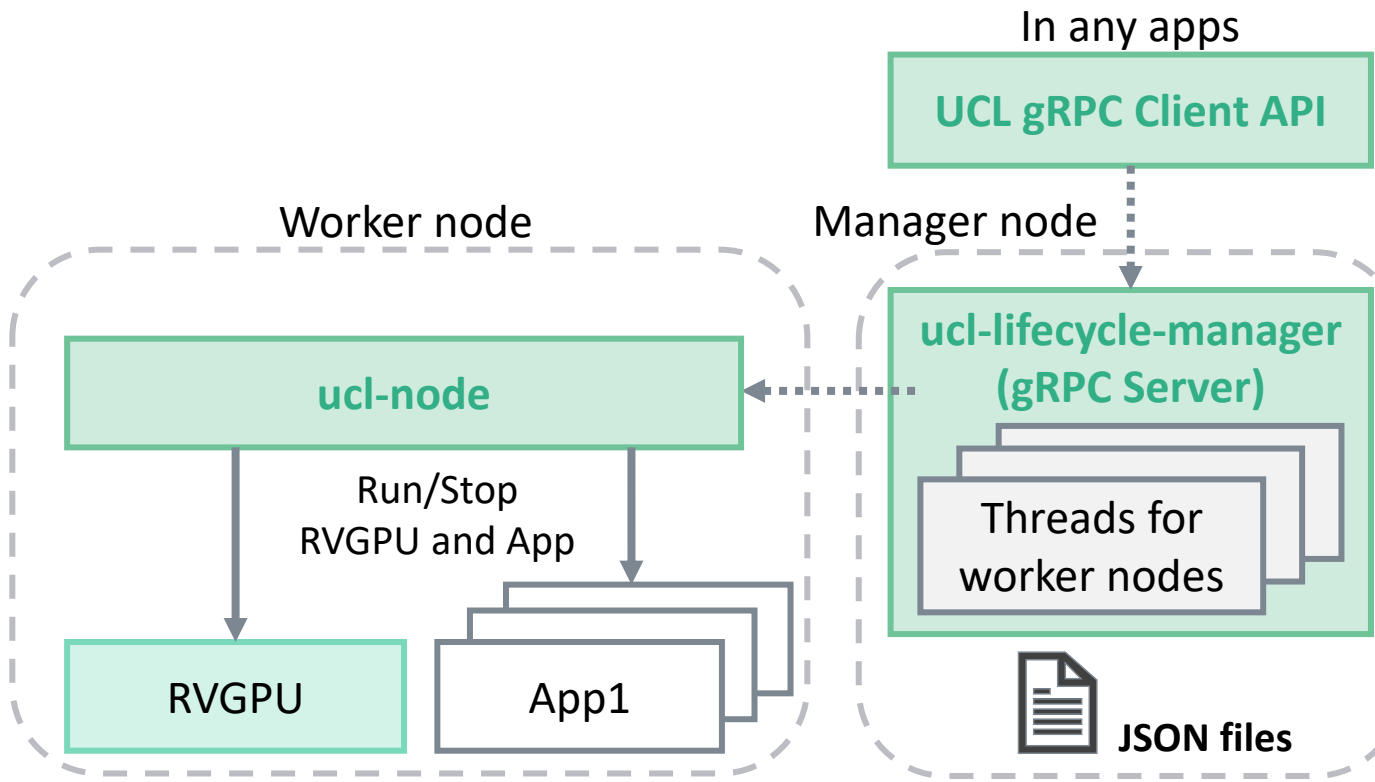 In any apps
UCL gRPC Client API
Worker node
Manager node
ucl-lifecycle-manager
(gRPC Server)
ucl-node
Run/Stop
RVGPU and App
Threads for
worker nodes
RVGPU
App1
JSON files